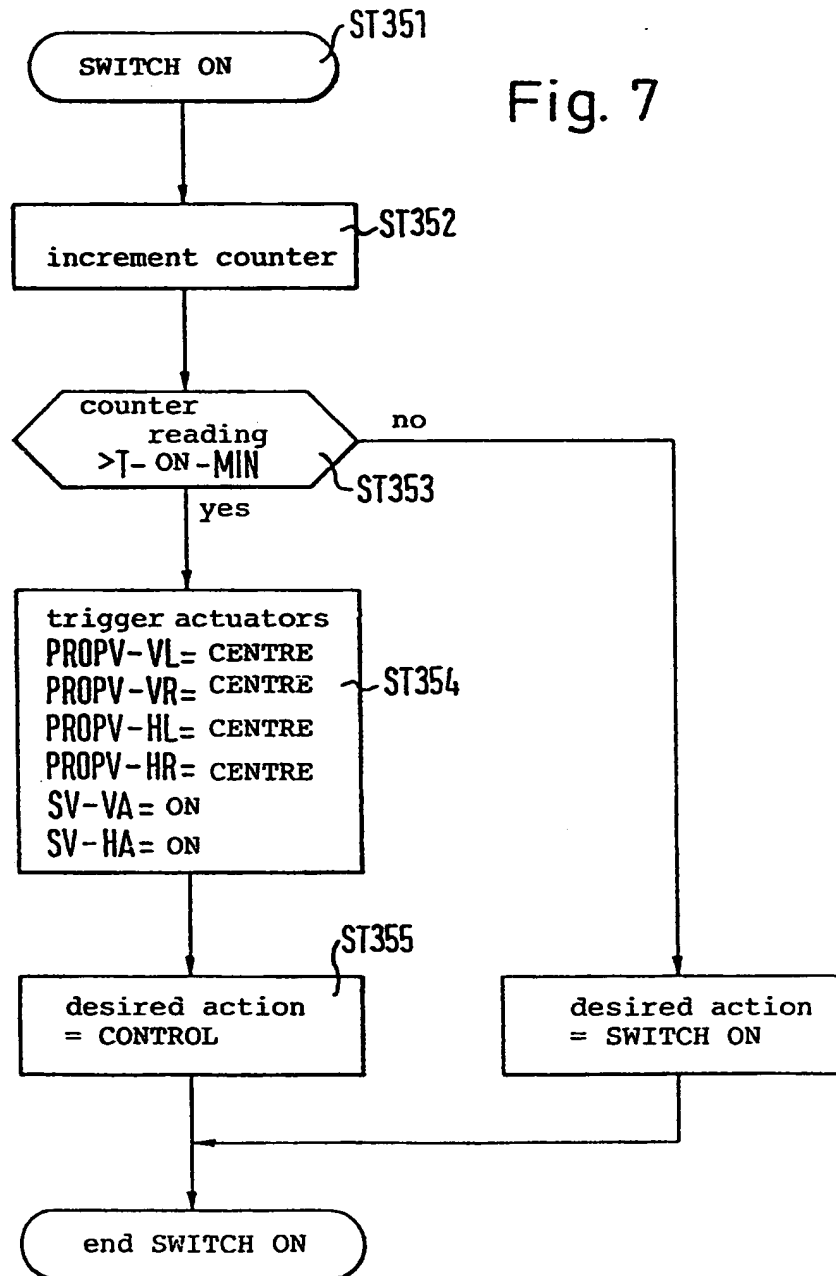 ST351
SWITCH ON
Fig. 7
ST352
increment counter
counter
reading
>T-ON-MIN
no
ST353
yes
trigger actuators
PROPV-VL= CENTRE
PROPV-VR= CENTRE
PROPV-HL= CENTRE
PROPV-HR= CENTRE
SV-VA= ON
SV-HA= ON
ST354
ST355
desired action
= CONTROL
desired action
= SWITCH ON
end SWITCH ON